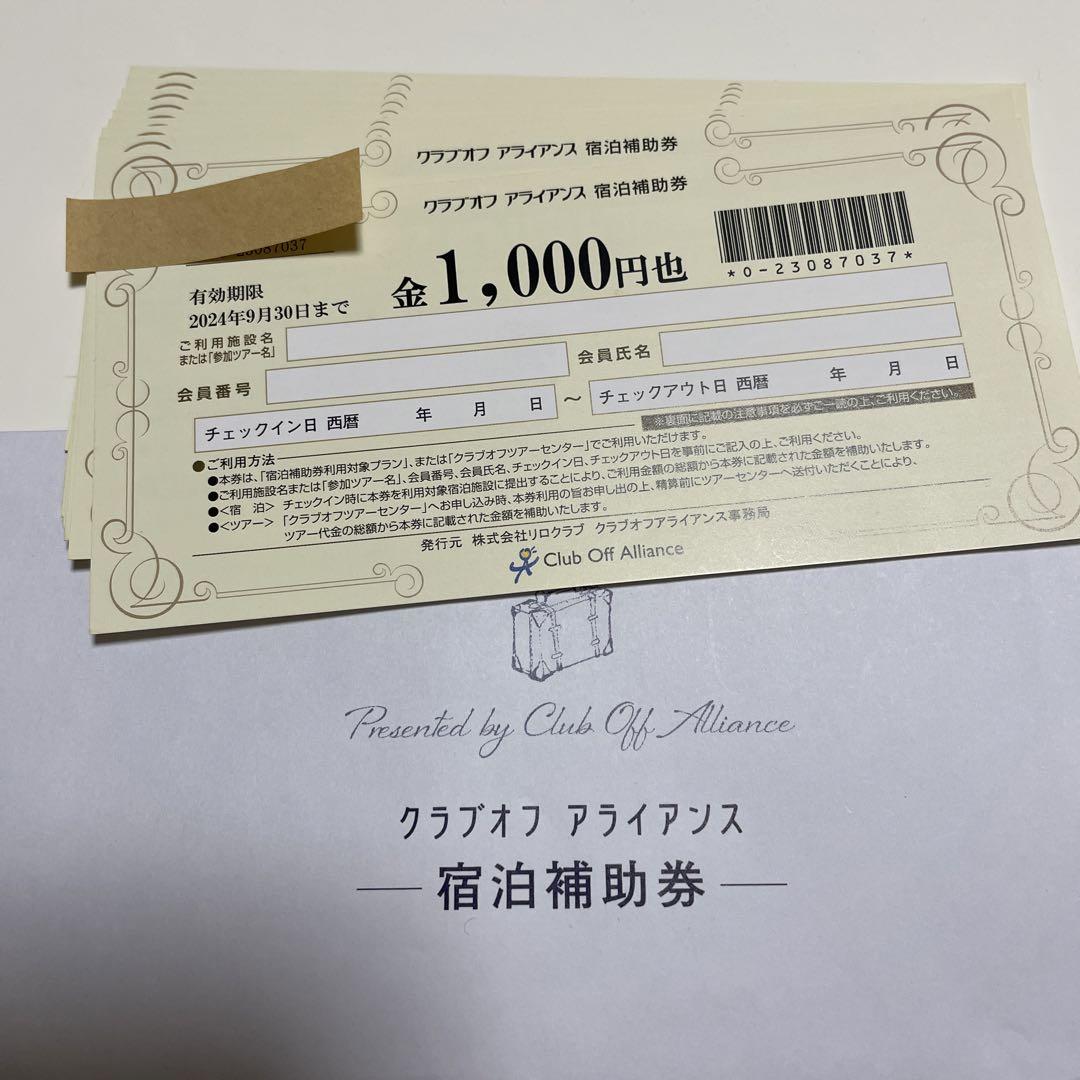 クラブオフ アライアンス 宿泊補助券
クラブオフ アライアンス 宿泊補助券
23087037
金1,000円也
*0-23087037*
有効期限
2024年9月30日まで
ご利用施設名
または「参加ツアー名」
会員番号
会員氏名
チェックイン日 西暦 年 月 日 ～ チェックアウト日 西暦 年 月 日
※裏面に記載の注意事項を必ずご一読の上、ご利用ください。
●ご利用方法
●本券は、「宿泊補助券利用対象プラン」、または「クラブオフツアーセンター」でご利用いただけます。
●ご利用施設名または「参加ツアー名」、会員番号、会員氏名、チェックイン日、チェックアウト日を事前にご記入の上、ご利用ください。
●<宿 泊> チェックイン時に本券を利用対象宿泊施設に提出することにより、ご利用金額の総額から本券に記載された金額を補助いたします。
●<ツアー> 「クラブオフツアーセンター」へお申し込み時、本券利用の旨お申し出の上、精算前にツアーセンターへ送付いただくことにより、
ツアー代金の総額から本券に記載された金額を補助いたします。
発行元 株式会社リロクラブ クラブオフアライアンス事務局
Club Off Alliance
Presented by Club Off Alliance
クラブオフ アライアンス
宿泊補助券